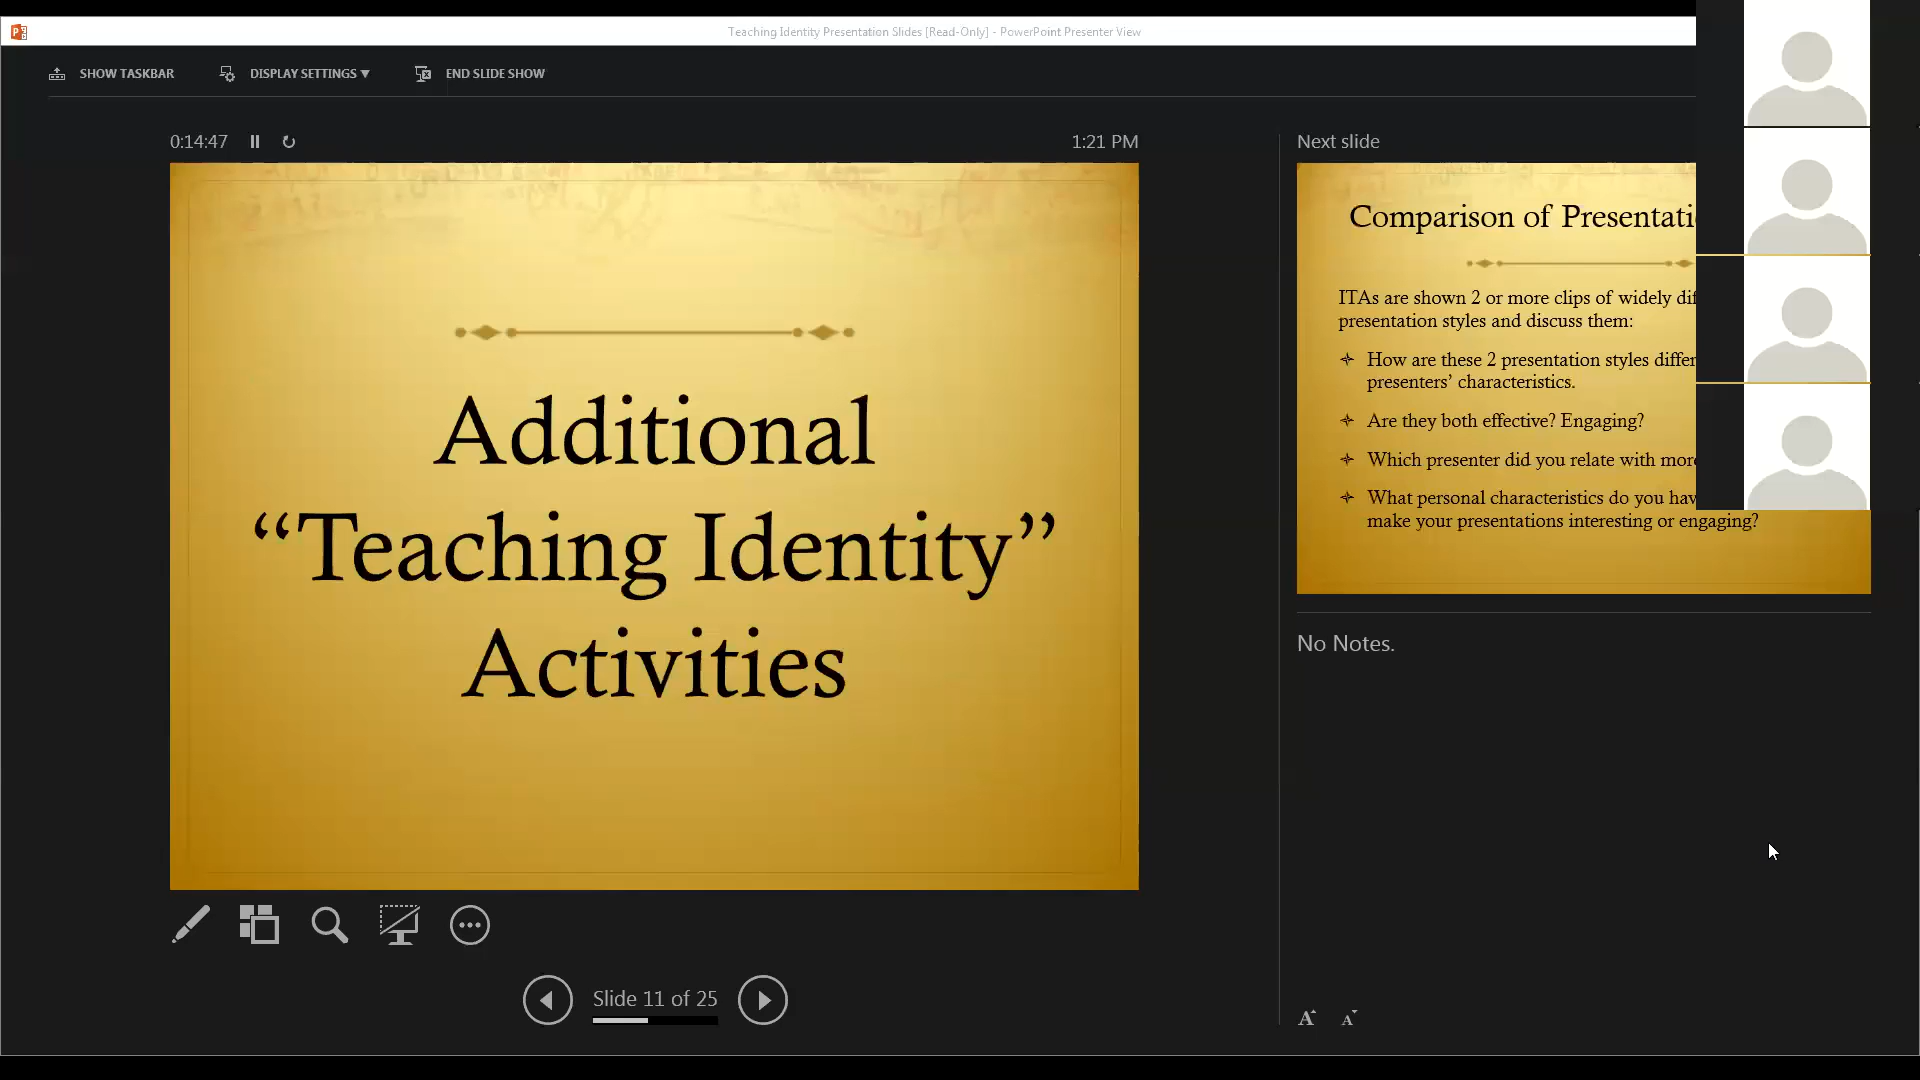 Teaching Identity Presentation Slides [Read-Only] - PowerPoint Presenter View
SHOW TASKBAR
DISPLAY SETTINGS ▼
END SLIDE SHOW
0:14:47
1:21 PM
Additional
“Teaching Identity”
Activities
Slide 11 of 25
Next slide
Comparison of Presentati
ITAs are shown 2 or more clips of widely dif
presentation styles and discuss them:
How are these 2 presentation styles differ
presenters’ characteristics.
Are they both effective? Engaging?
Which presenter did you relate with mor
What personal characteristics do you hav
make your presentations interesting or engaging?
No Notes.
A A